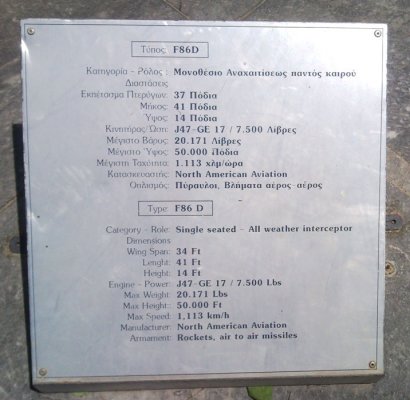 Τύπος: F86D
Κατηγορία - Ρόλος: Μονοθέσιο Αναχαιτίσεως παντός καιρού
Διαστάσεις
Εκπέτασμα Πτερύγων: 37 Πόδια
Μήκος: 41 Πόδια
Ύψος: 14 Πόδια
Κινητήρας/Ώση: J47-GE 17 / 7.500 Λίβρες
Μέγιστο Βάρος: 20.171 Λίβρες
Μέγιστο Ύψος: 50.000 Πόδια
Μέγιστη Ταχύτητα: 1.113 χλμ/ώρα
Κατασκευαστής: North American Aviation
Οπλισμός: Πύραυλοι, Βλήματα αέρος-αέρος
Type: F86 D
Category - Role: Single seated - All weather interceptor
Dimensions
Wing Span: 34 Ft
Lenght: 41 Ft
Height: 14 Ft
Engine - Power: J47-GE 17 / 7.500 Lbs
Max Weight: 20.171 Lbs
Max Height: 50.000 Ft
Max Speed: 1,113 km/h
Manufacturer: North American Aviation
Armament: Rockets, air to air missiles